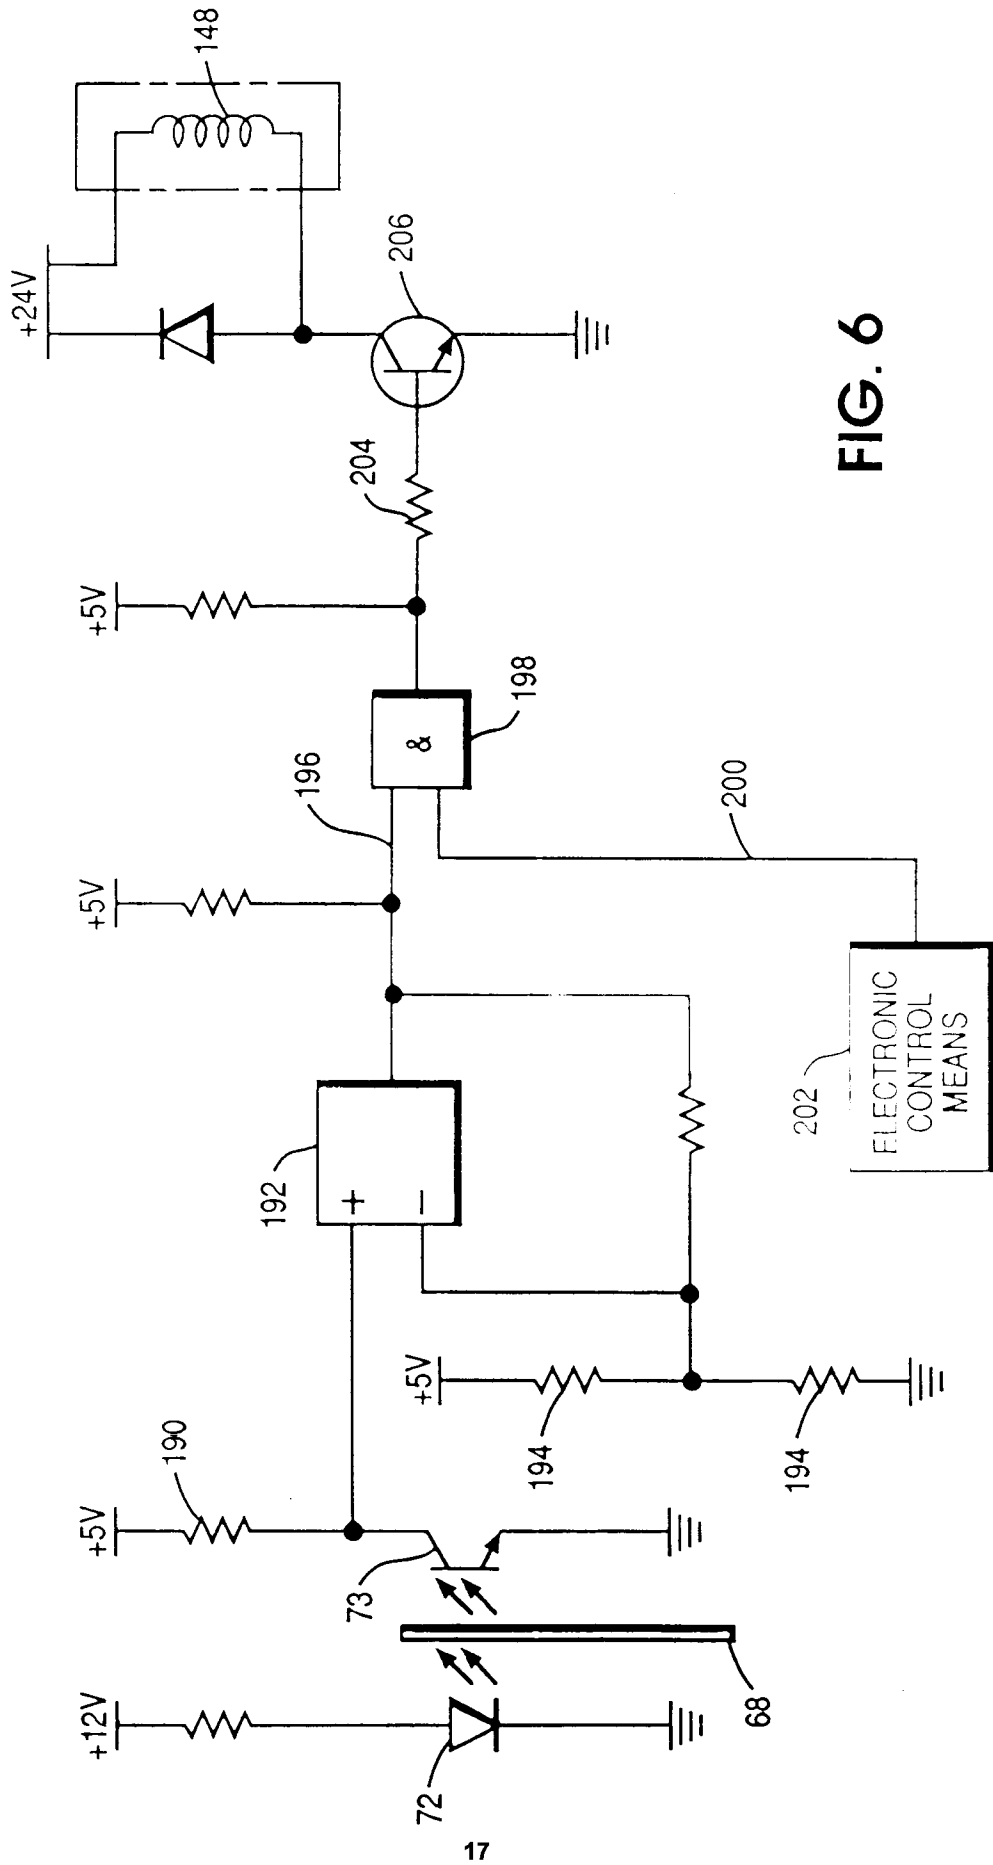 +12V
72
68
+5V
190
73
+5V
194
194
192
+
−
+5V
196
&
198
200
202
ELECTRONIC
CONTROL
MEANS
+5V
204
206
+24V
148
FIG. 6
17